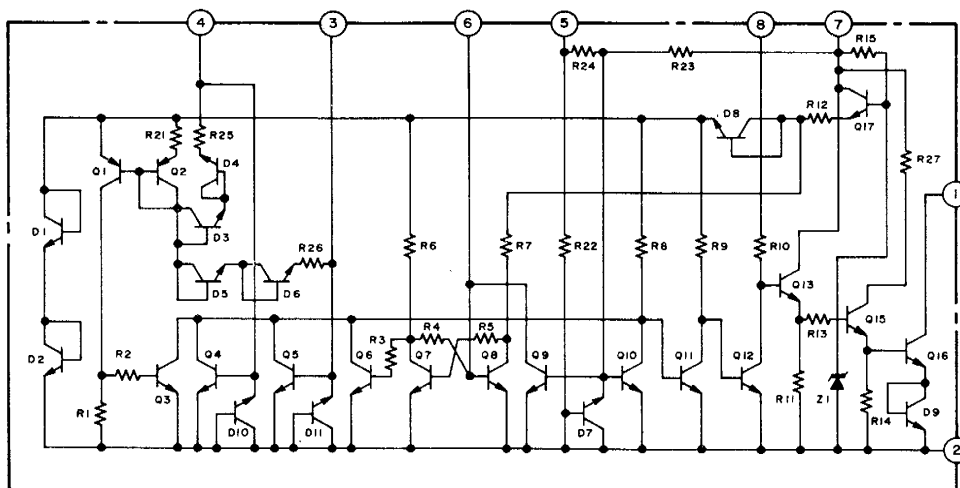 4 3 6 5 8 7
R15
R24 R23
R21 R25 D8 R12
Q17
D4 R27
Q1 Q2
1
D1 D3
R26 R6 R7 R22 R8 R9 R10
D5 D6 Q13
R13 Q15
R4 R5
R3
D2 R2 Q4 Q5 Q6 Q7 Q8 Q9 Q10 Q11 Q12 Q16
Q3
R11 Z1 R14 D9
R1
D10 D11 D7
2